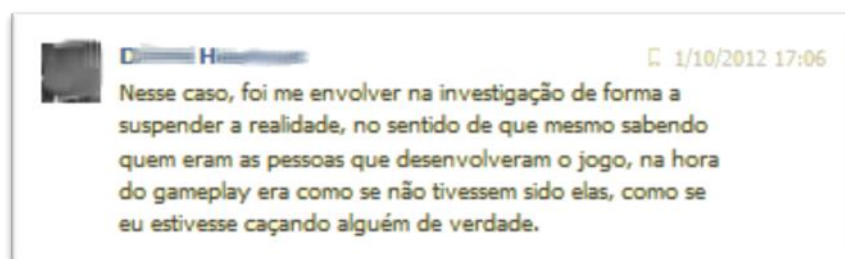 D H
1/10/2012 17:06
Nesse caso, foi me envolver na investigação de forma a
suspender a realidade, no sentido de que mesmo sabendo
quem eram as pessoas que desenvolveram o jogo, na hora
do gameplay era como se não tivessem sido elas, como se
eu estivesse caçando alguém de verdade.